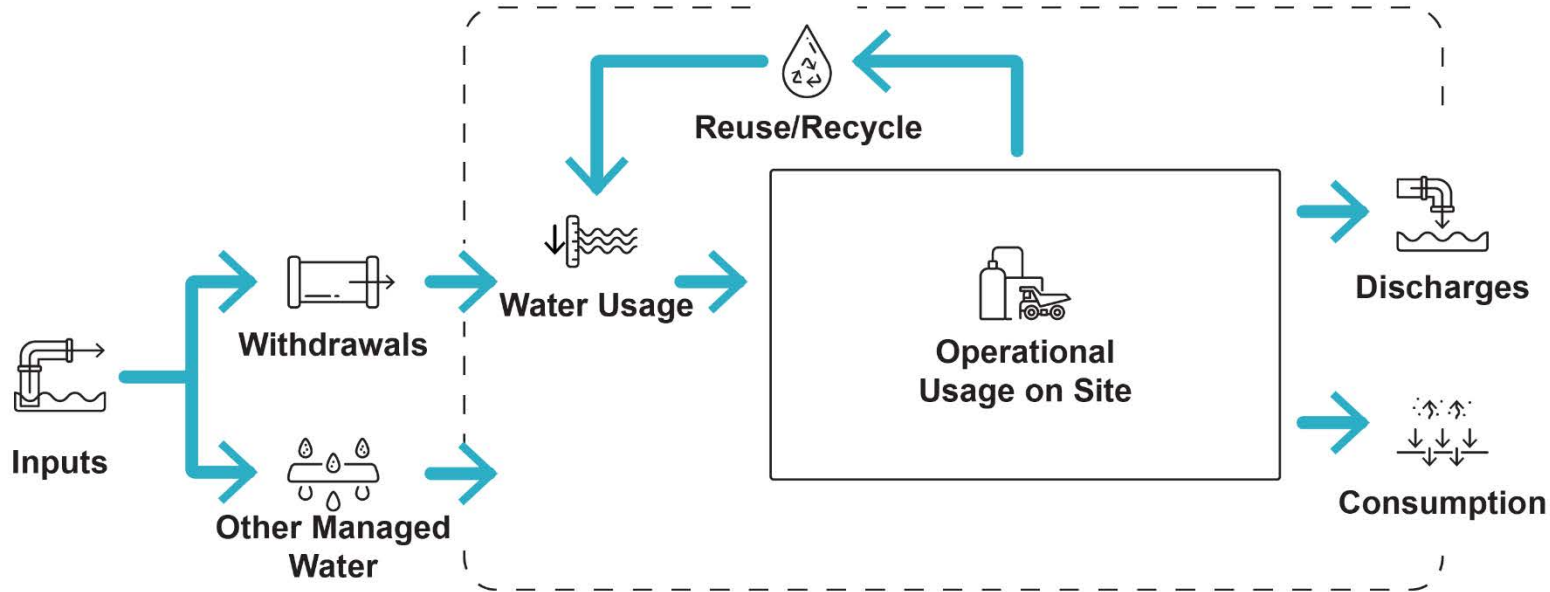 Reuse/Recycle
Water Usage
Withdrawals
Inputs
Other Managed
Water
Operational
Usage on Site
Discharges
Consumption